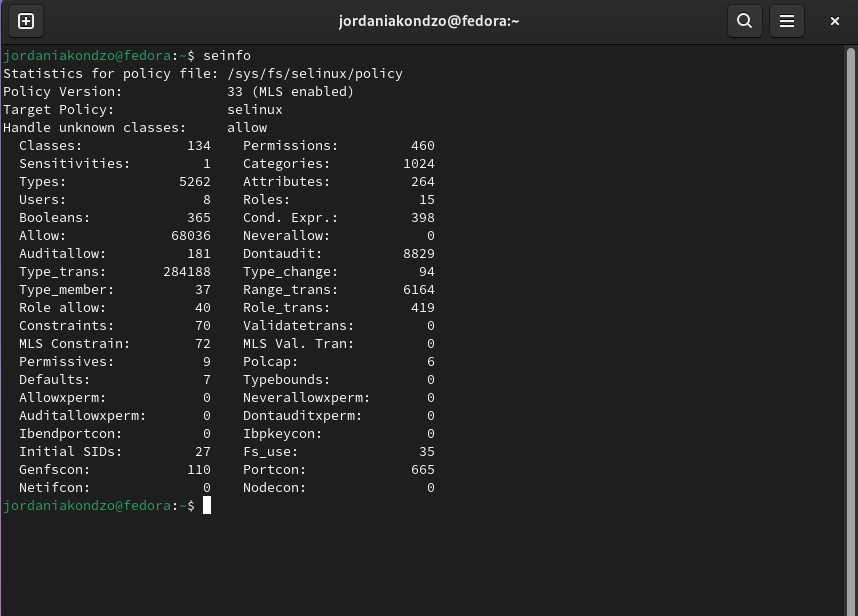 jordaniakondzo@fedora:~
jordaniakondzo@fedora:~$ seinfo
Statistics for policy file: /sys/fs/selinux/policy
Policy Version:             33 (MLS enabled)
Target Policy:              selinux
Handle unknown classes:     allow
  Classes:             134    Permissions:         460
  Sensitivities:         1    Categories:         1024
  Types:              5262    Attributes:          264
  Users:                 8    Roles:                15
  Booleans:            365    Cond. Expr.:         398
  Allow:             68036    Neverallow:            0
  Auditallow:          181    Dontaudit:          8829
  Type_trans:       284188    Type_change:          94
  Type_member:          37    Range_trans:        6164
  Role allow:           40    Role_trans:          419
  Constraints:          70    Validatetrans:         0
  MLS Constrain:        72    MLS Val. Tran:         0
  Permissives:           9    Polcap:                6
  Defaults:              7    Typebounds:            0
  Allowxperm:            0    Neverallowxperm:       0
  Auditallowxperm:       0    Dontauditxperm:        0
  Ibendportcon:          0    Ibpkeycon:             0
  Initial SIDs:         27    Fs_use:               35
  Genfscon:            110    Portcon:             665
  Netifcon:              0    Nodecon:               0
jordaniakondzo@fedora:~$